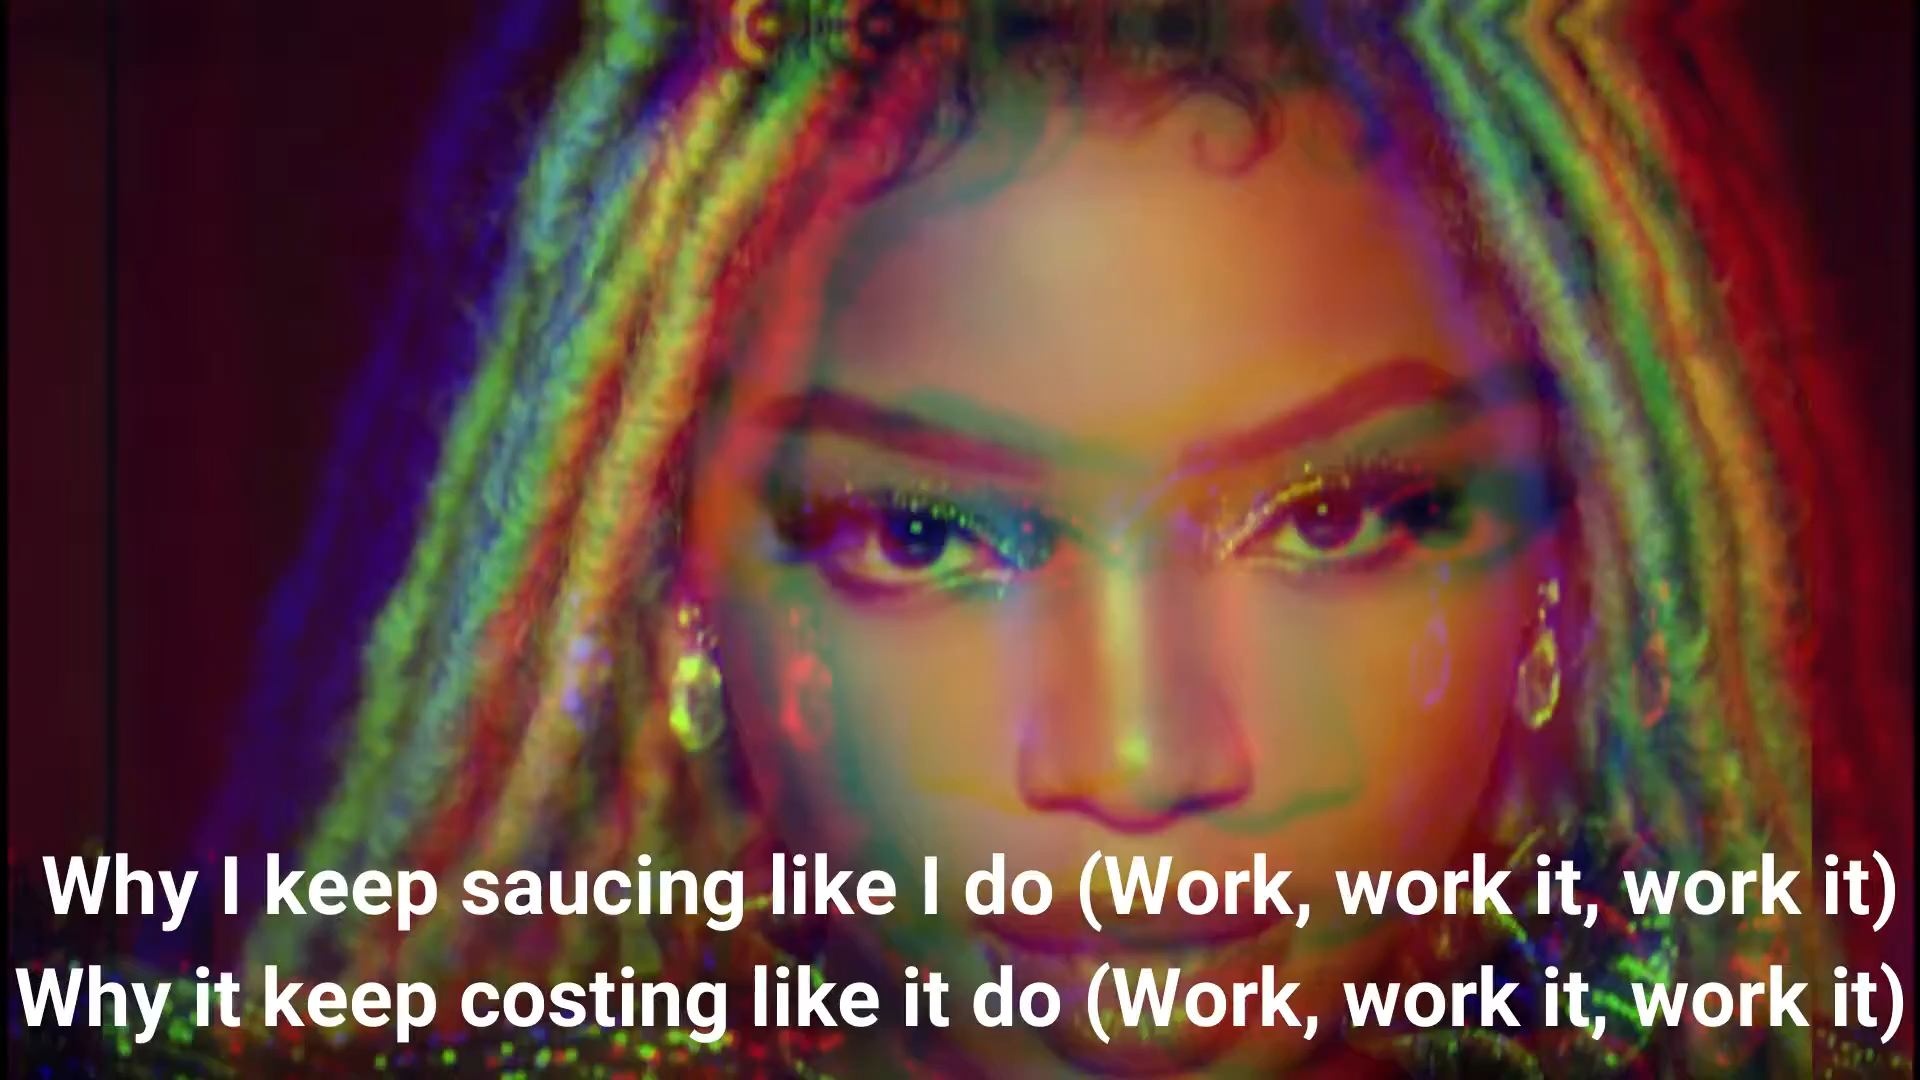 Why I keep saucing like I do (Work, work it, work it)
Why it keep costing like it do (Work, work it, work it)